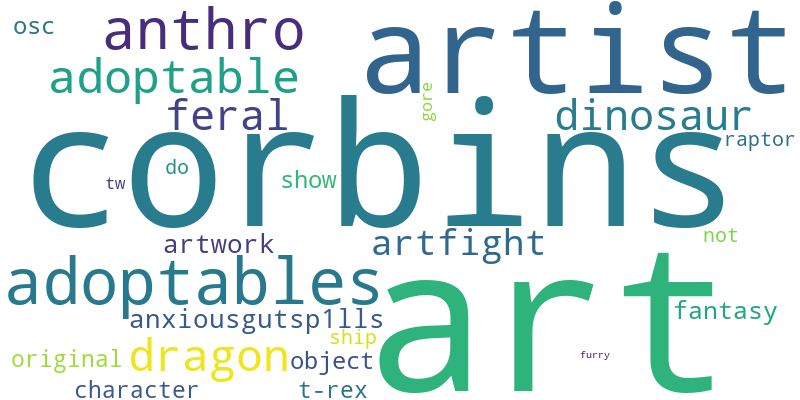 osc anthro artist
adoptable gore
feral dinosaur
corbins raptor
tw do show
artwork artfight not
adoptables art
anxiousgutsp1lls fantasy
ship
original dragon object furry
character t-rex